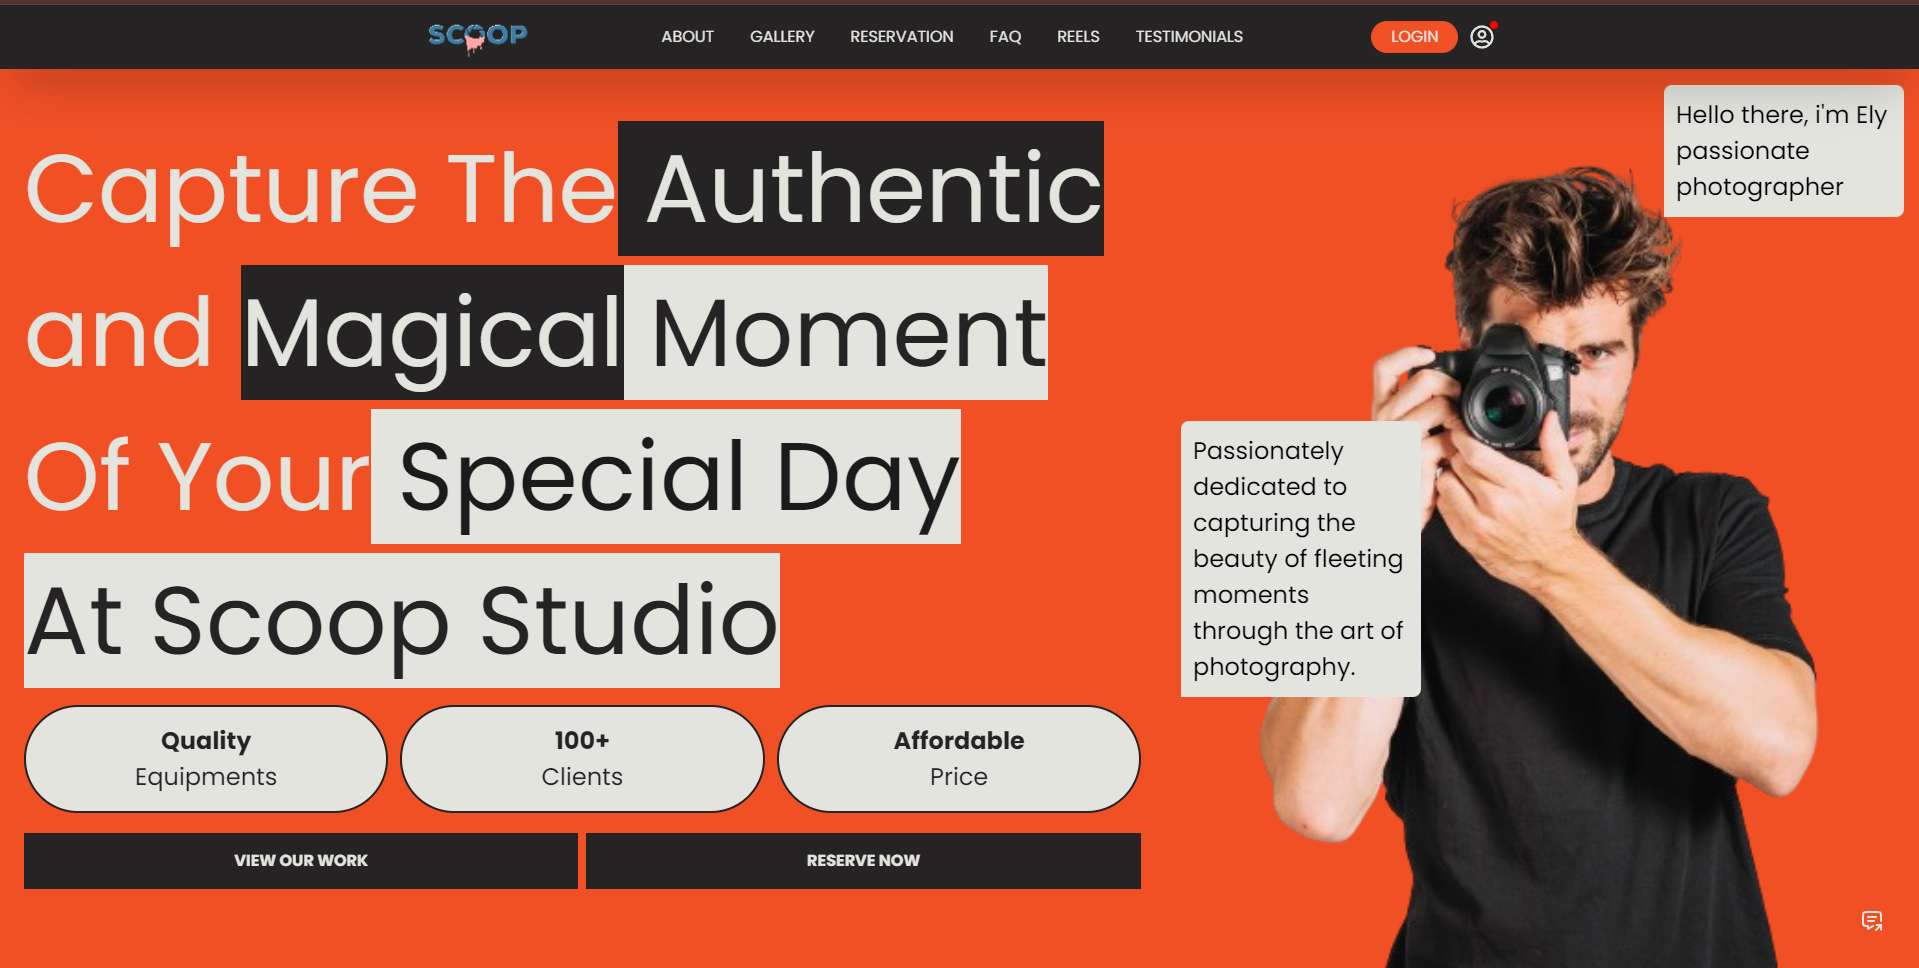 SCOOP
ABOUT GALLERY RESERVATION FAQ REELS TESTIMONIALS
LOGIN
Hello there, i'm Ely
passionate
photographer
Capture The Authentic
and Magical Moment
Of Your Special Day
At Scoop Studio
Passionately
dedicated to
capturing the
beauty of fleeting
moments
through the art of
photography.
Quality
Equipments
100+
Clients
Affordable
Price
VIEW OUR WORK
RESERVE NOW